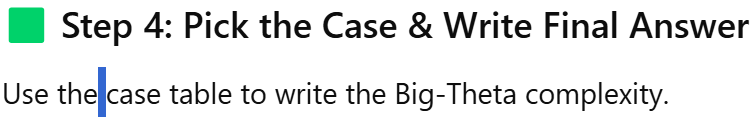 Step 4: Pick the Case & Write Final Answer
Use the case table to write the Big-Theta complexity.